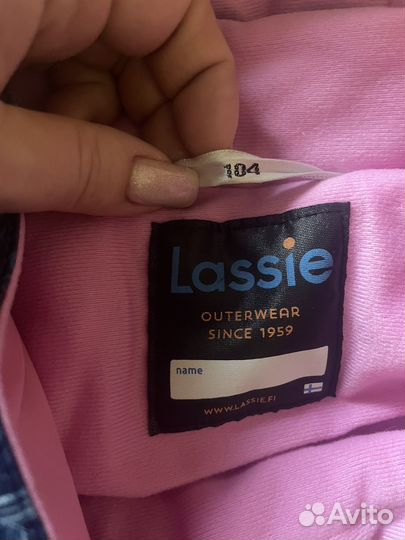 104
Lassie
OUTERWEAR
SINCE 1959
name
WWW.LASSIE.FI
Avito